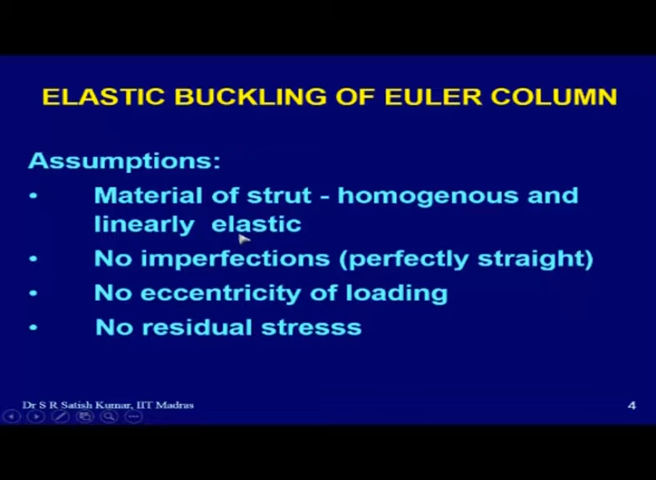 ELASTIC BUCKLING OF EULER COLUMN
Assumptions:
• Material of strut - homogenous and
linearly elastic
• No imperfections (perfectly straight)
• No eccentricity of loading
• No residual stresss
Dr S R Satish Kumar, IIT Madras
4